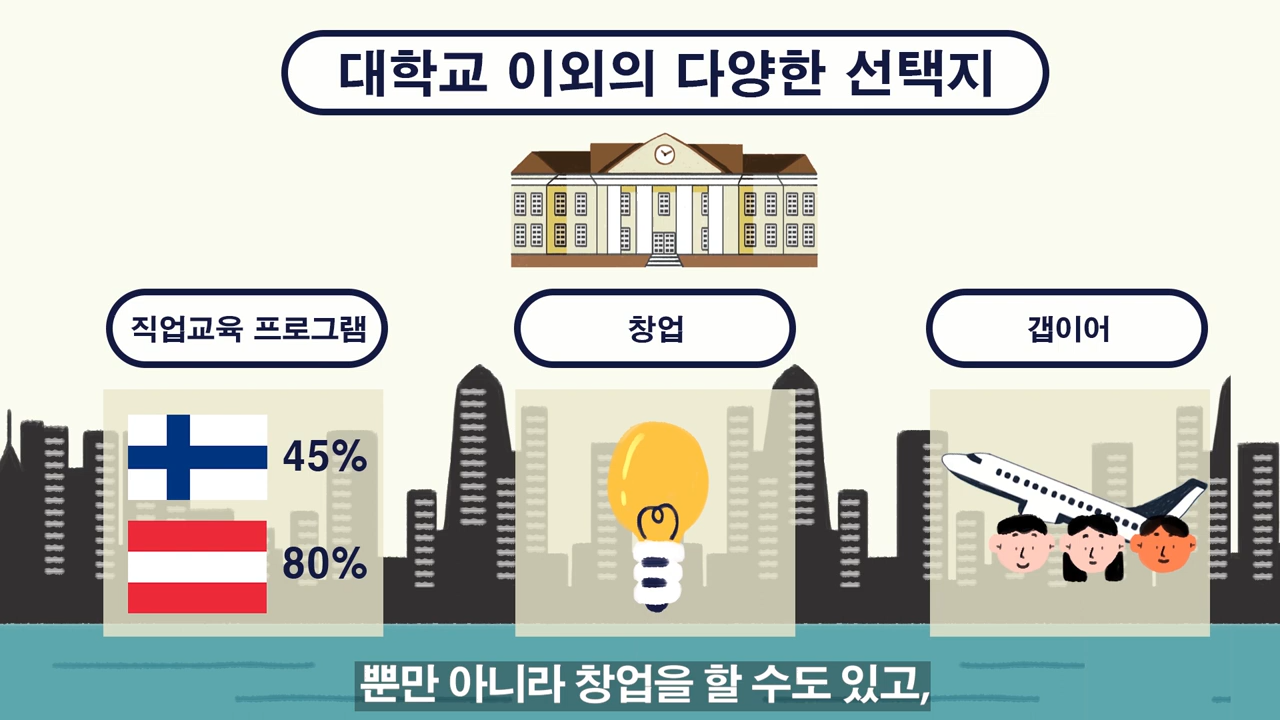 대학교 이외의 다양한 선택지
직업교육 프로그램
창업
갭이어
45%
80%
뿐만 아니라 창업을 할 수도 있고,